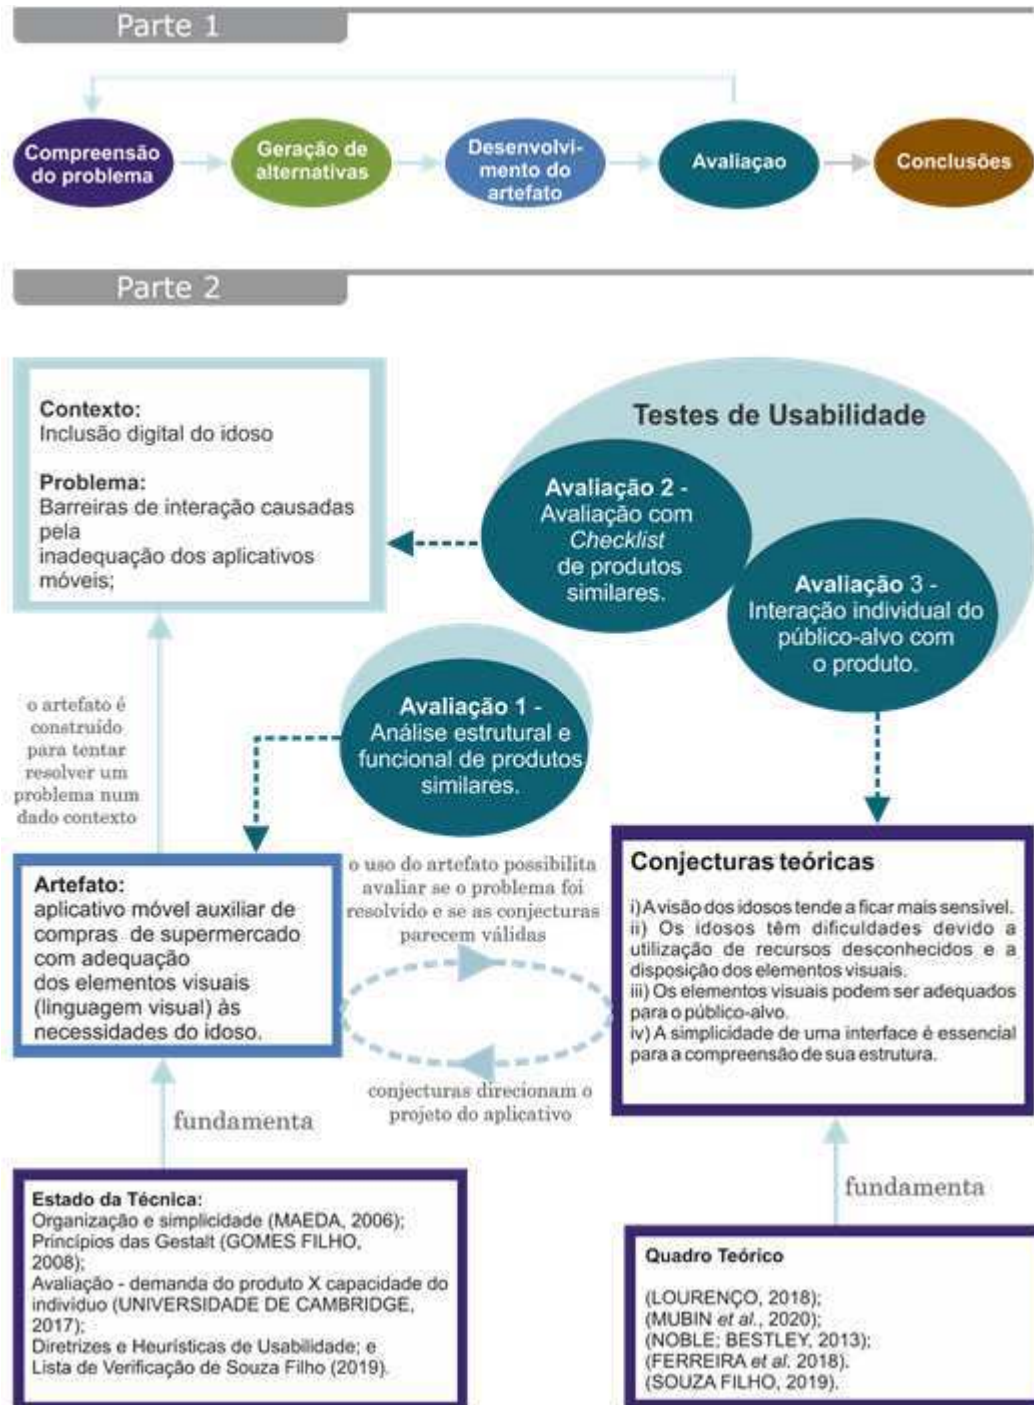 Parte 1
Compreensão
do problema
Geração de
alternativas
Desenvolvi-
mento do
artefato
Avaliaçao
Conclusões
Parte 2
Contexto:
Inclusão digital do idoso
Problema:
Barreiras de interação causadas
pela
inadequação dos aplicativos
móveis;
Testes de Usabilidade
Avaliação 2 -
Avaliação com
Checklist
de produtos
similares.
Avaliação 3 -
Interação individual do
público-alvo com
o produto.
o artefato é
construído
para tentar
resolver um
problema num
dado contexto
Avaliação 1 -
Análise estrutural e
funcional de produtos
similares.
Artefato:
aplicativo móvel auxiliar de
compras de supermercado
com adequação
dos elementos visuais
(linguagem visual) às
necessidades do idoso.
o uso do artefato possibilita
avaliar se o problema foi
resolvido e se as conjecturas
parecem válidas
conjecturas direcionam o
projeto do aplicativo
Conjecturas teóricas
i) A visão dos idosos tende a ficar mais sensível.
ii) Os idosos têm dificuldades devido a
utilização de recursos desconhecidos e a
disposição dos elementos visuais.
iii) Os elementos visuais podem ser adequados
para o público-alvo.
iv) A simplicidade de uma interface é essencial
para a compreensão de sua estrutura.
fundamenta
fundamenta
Estado da Técnica:
Organização e simplicidade (MAEDA, 2006);
Princípios das Gestalt (GOMES FILHO,
2008);
Avaliação - demanda do produto X capacidade do
indivíduo (UNIVERSIDADE DE CAMBRIDGE,
2017);
Diretrizes e Heurísticas de Usabilidade; e
Lista de Verificação de Souza Filho (2019).
Quadro Teórico
(LOURENÇO, 2018);
(MUBIN et al., 2020);
(NOBLE; BESTLEY, 2013);
(FERREIRA et al. 2018).
(SOUZA FILHO, 2019).